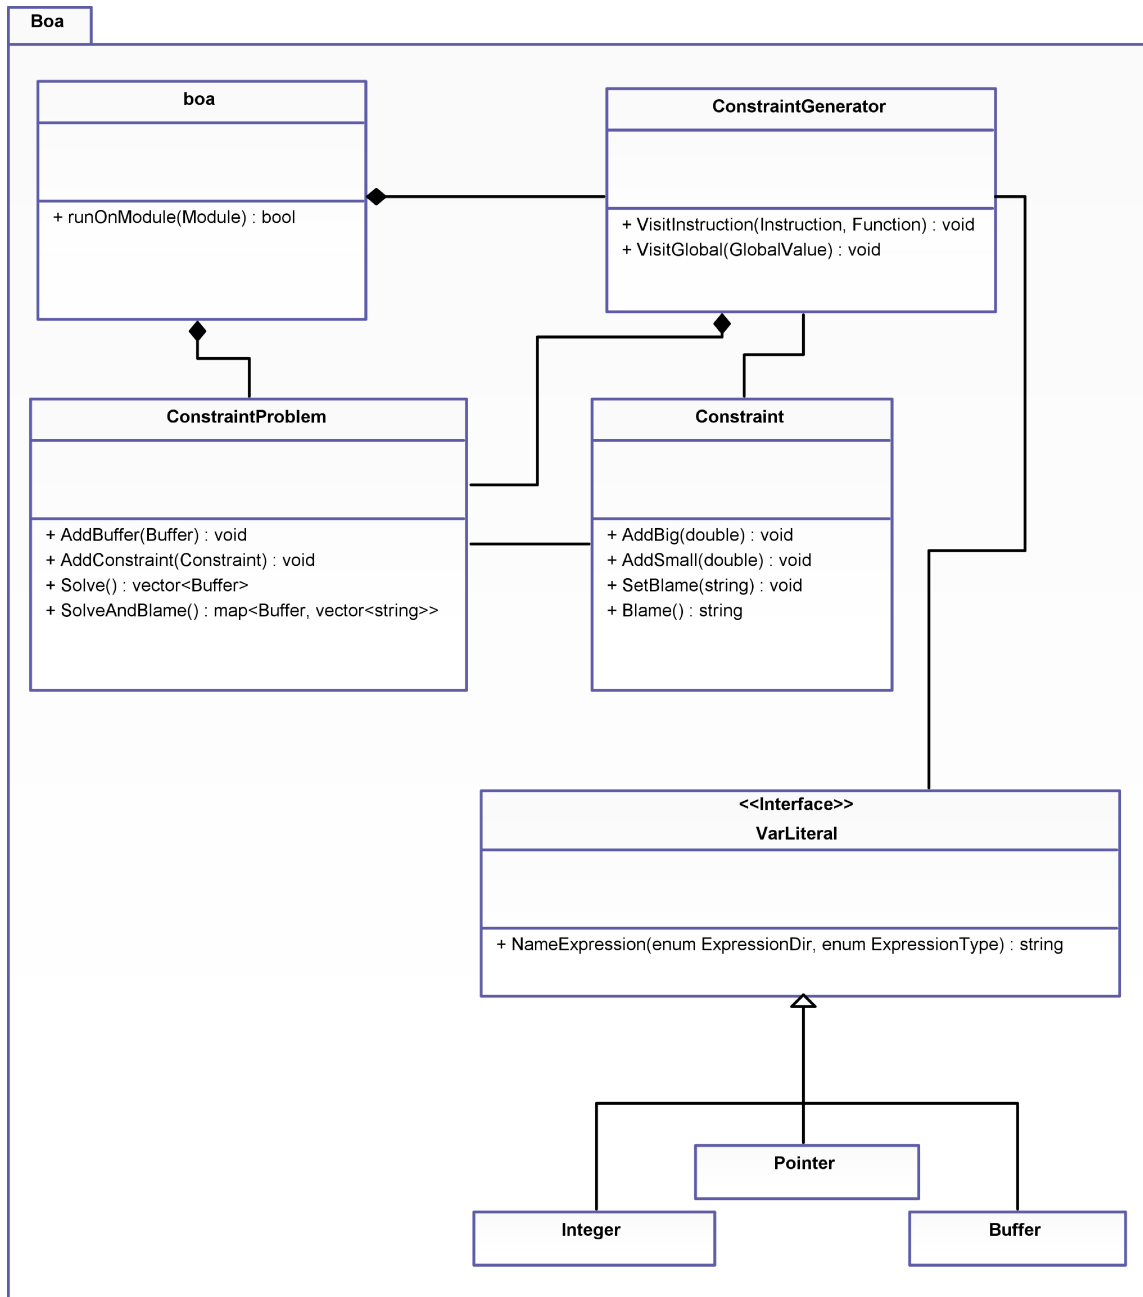 Boa
boa
+ runOnModule(Module) : bool
ConstraintGenerator
+ VisitInstruction(Instruction, Function) : void
+ VisitGlobal(GlobalValue) : void
ConstraintProblem
+ AddBuffer(Buffer) : void
+ AddConstraint(Constraint) : void
+ Solve() : vector<Buffer>
+ SolveAndBlame() : map<Buffer, vector<string>>
Constraint
+ AddBig(double) : void
+ AddSmall(double) : void
+ SetBlame(string) : void
+ Blame() : string
<<Interface>>
VarLiteral
+ NameExpression(enum ExpressionDir, enum ExpressionType) : string
Pointer
Integer
Buffer